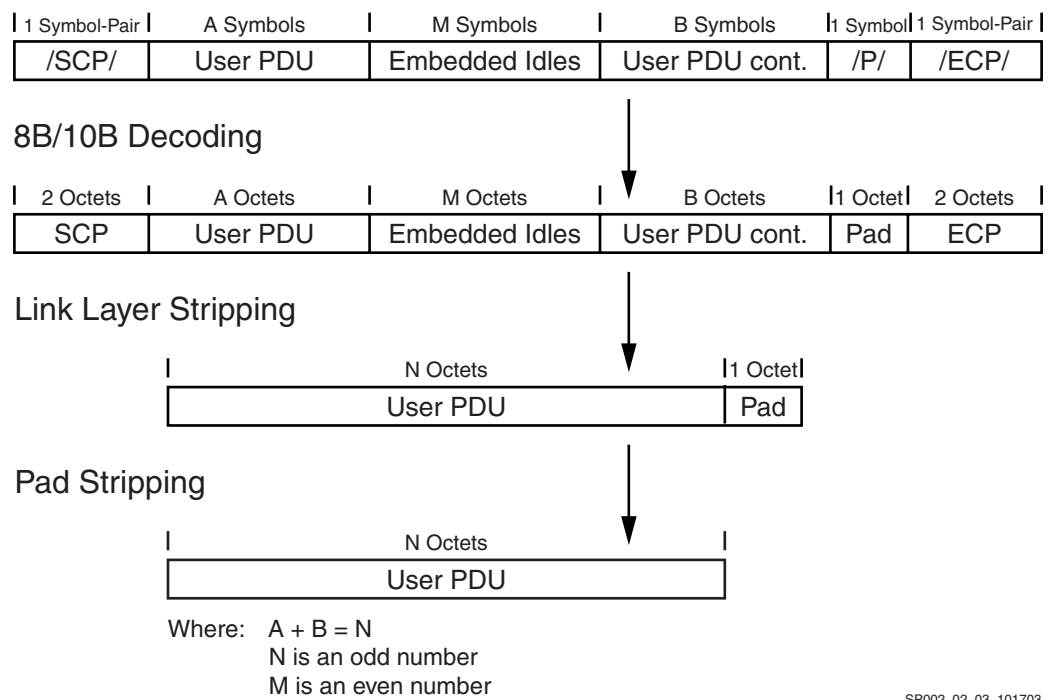 1 Symbol-Pair A Symbols M Symbols B Symbols 1 Symbol 1 Symbol-Pair
/SCP/ User PDU Embedded Idles User PDU cont. /P/ /ECP/
8B/10B Decoding
2 Octets A Octets M Octets B Octets 1 Octet 2 Octets
SCP User PDU Embedded Idles User PDU cont. Pad ECP
Link Layer Stripping
N Octets 1 Octet
User PDU Pad
Pad Stripping
N Octets
User PDU
Where: A + B = N
N is an odd number
M is an even number
SP002_02_03_101703